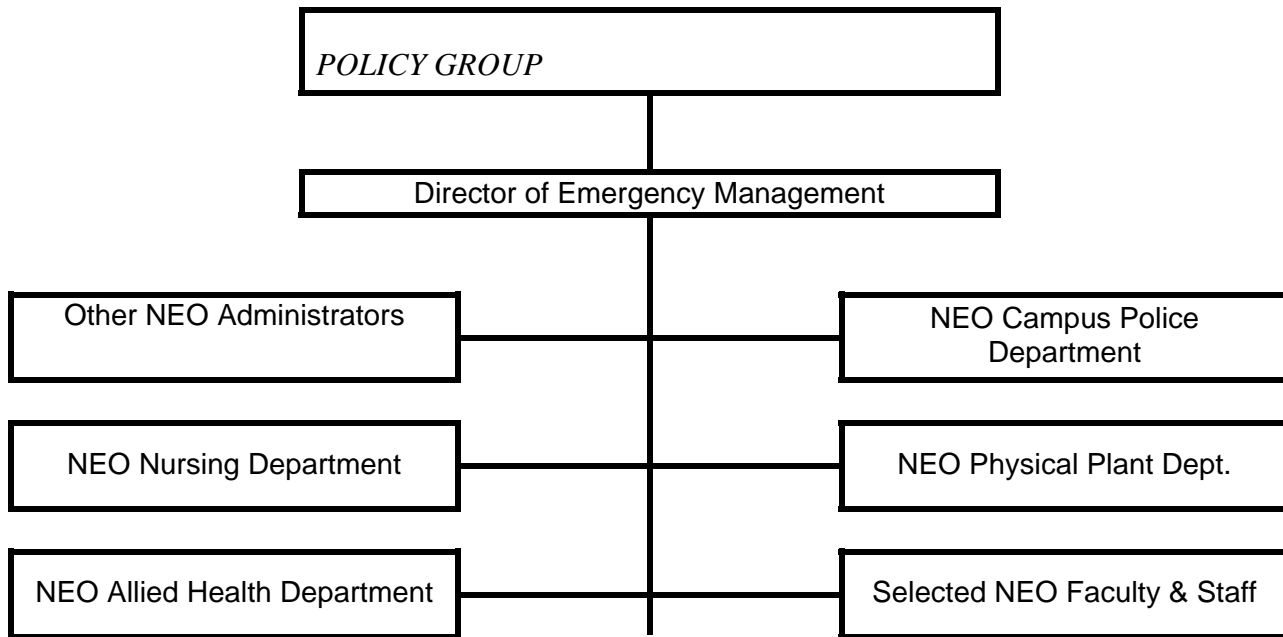 POLICY GROUP
Director of Emergency Management
Other NEO Administrators
NEO Campus Police
Department
NEO Nursing Department
NEO Physical Plant Dept.
NEO Allied Health Department
Selected NEO Faculty & Staff